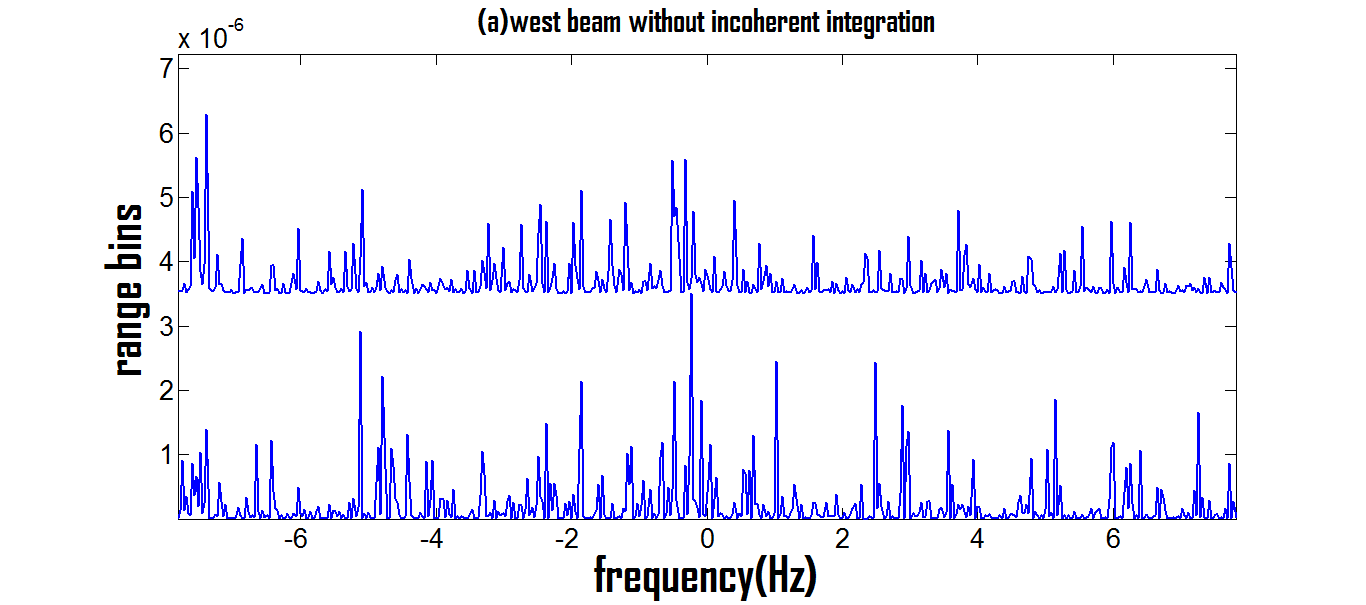 (a)west beam without incoherent integration
x 10-6
7
6
5
4
3
2
1
range bins
-6 -4 -2 0 2 4 6
frequency(Hz)